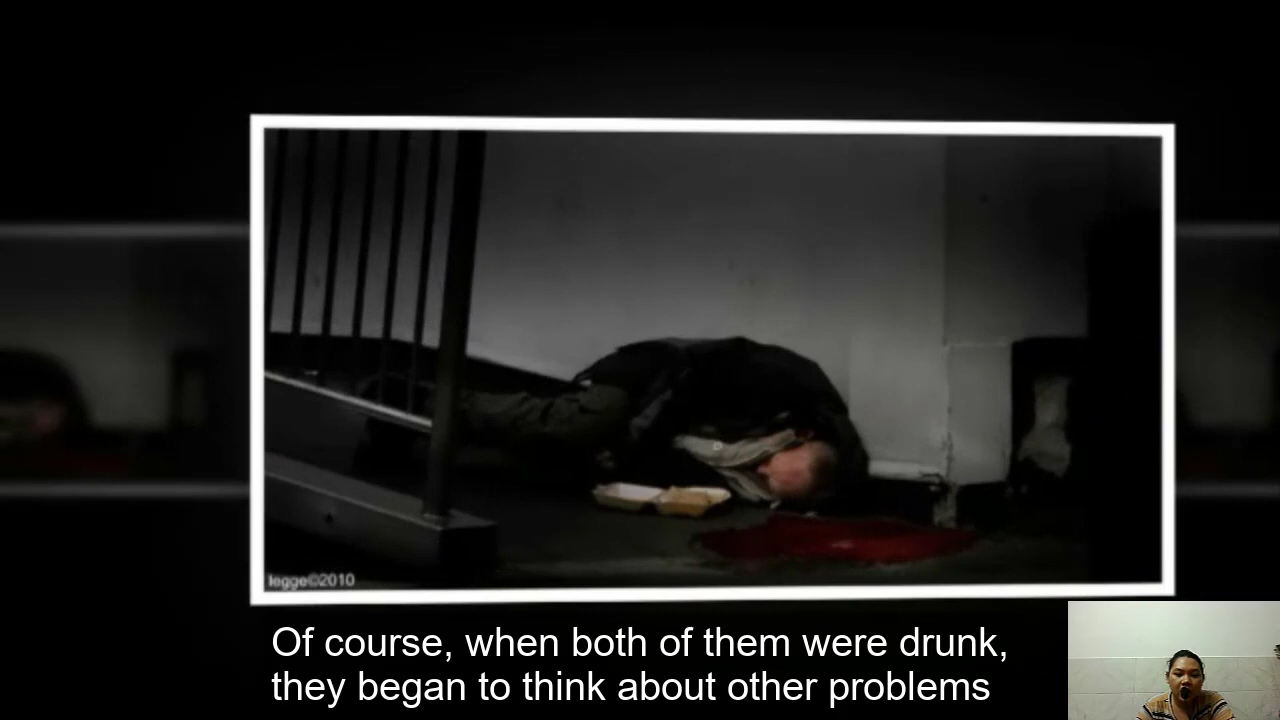 legge©2010
Of course, when both of them were drunk,
they began to think about other problems